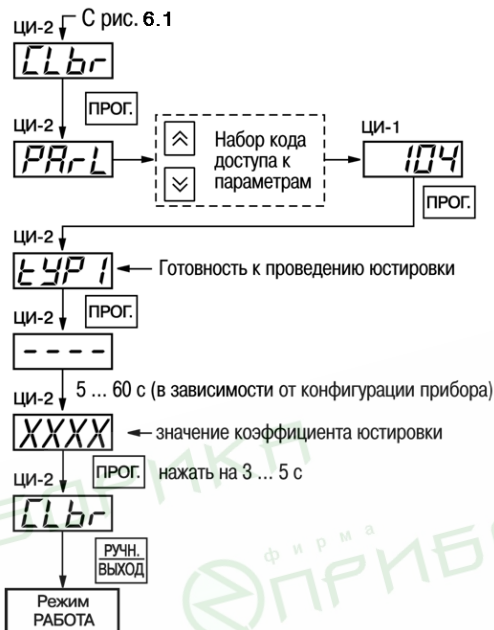 С рис. 6.1
ЦИ-2
CLbr
ПРОГ.
ЦИ-2
PArL
Набор кода
доступа к
параметрам
ЦИ-1
104
ПРОГ.
ЦИ-2
tYP1
Готовность к проведению юстировки
ЦИ-2
ПРОГ.
----
ЦИ-2
5 ... 60 с (в зависимости от конфигурации прибора)
XXXX
значение коэффициента юстировки
ЦИ-2
ПРОГ.
нажать на 3 ... 5 с
CLbr
РУЧН.
ВЫХОД
Режим
РАБОТА
фирма